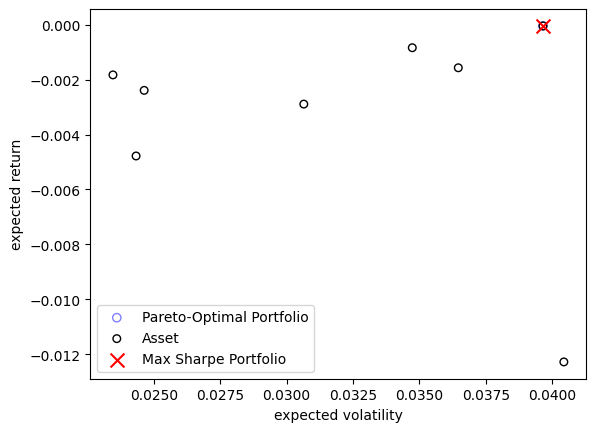 0.000
−0.002
−0.004
−0.006
−0.008
−0.010
−0.012
expected return
Pareto-Optimal Portfolio
Asset
Max Sharpe Portfolio
0.0250 0.0275 0.0300 0.0325 0.0350 0.0375 0.0400
expected volatility